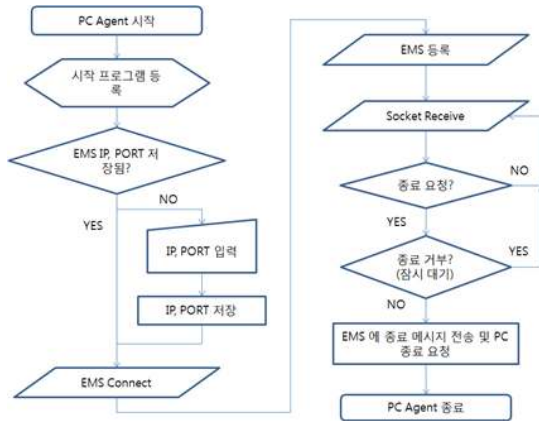 PC Agent 시작
시작 프로그램 등
록
EMS IP, PORT 저
장됨?
NO
YES
IP, PORT 입력
IP, PORT 저장
EMS Connect
EMS 등록
Socket Receive
종료 요청?
NO
YES
종료 거부?
(잠시 대기)
YES
NO
EMS 에 종료 메시지 전송 및 PC
종료 요청
PC Agent 종료